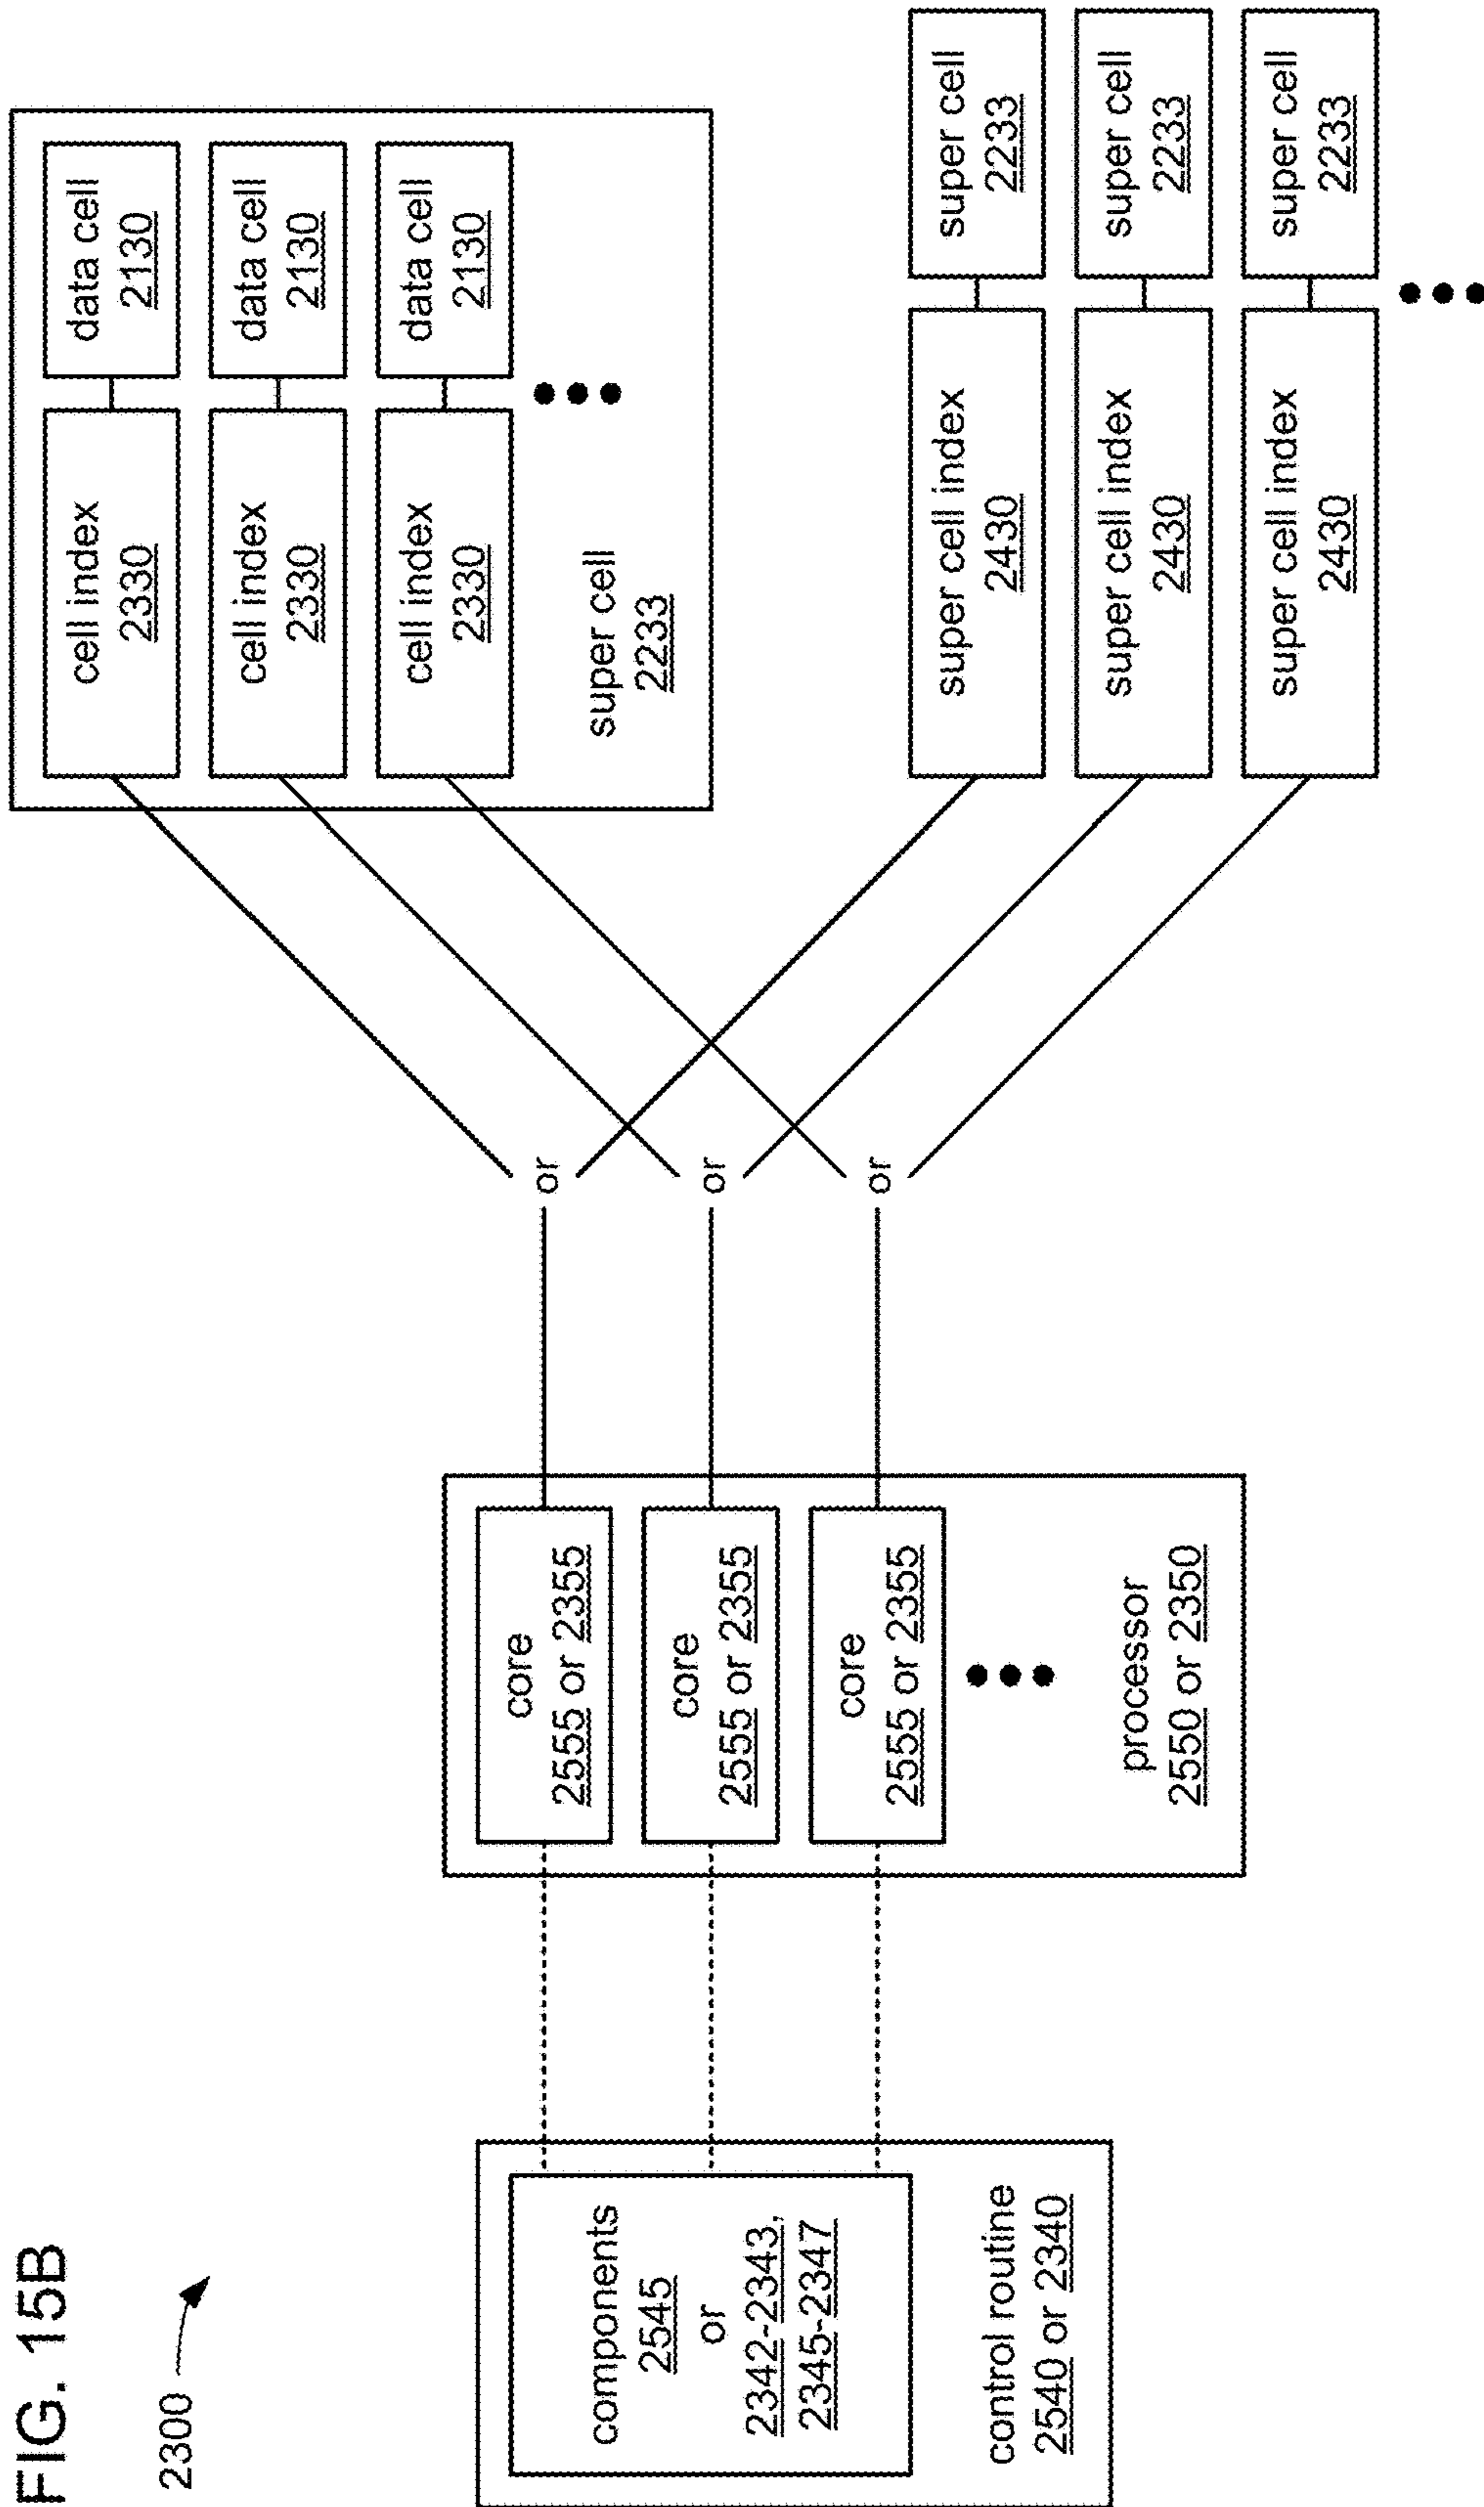 FIG. 15B
2300
components
2545
or
2342-2343,
2345-2347
control routine
2540 or 2340
core
2555 or 2355
core
2555 or 2355
core
2555 or 2355
processor
2550 or 2350
or
or
or
cell index
2330
data cell
2130
cell index
2330
data cell
2130
cell index
2330
data cell
2130
super cell
2233
super cell index
2430
super cell
2233
super cell index
2430
super cell
2233
super cell index
2430
super cell
2233